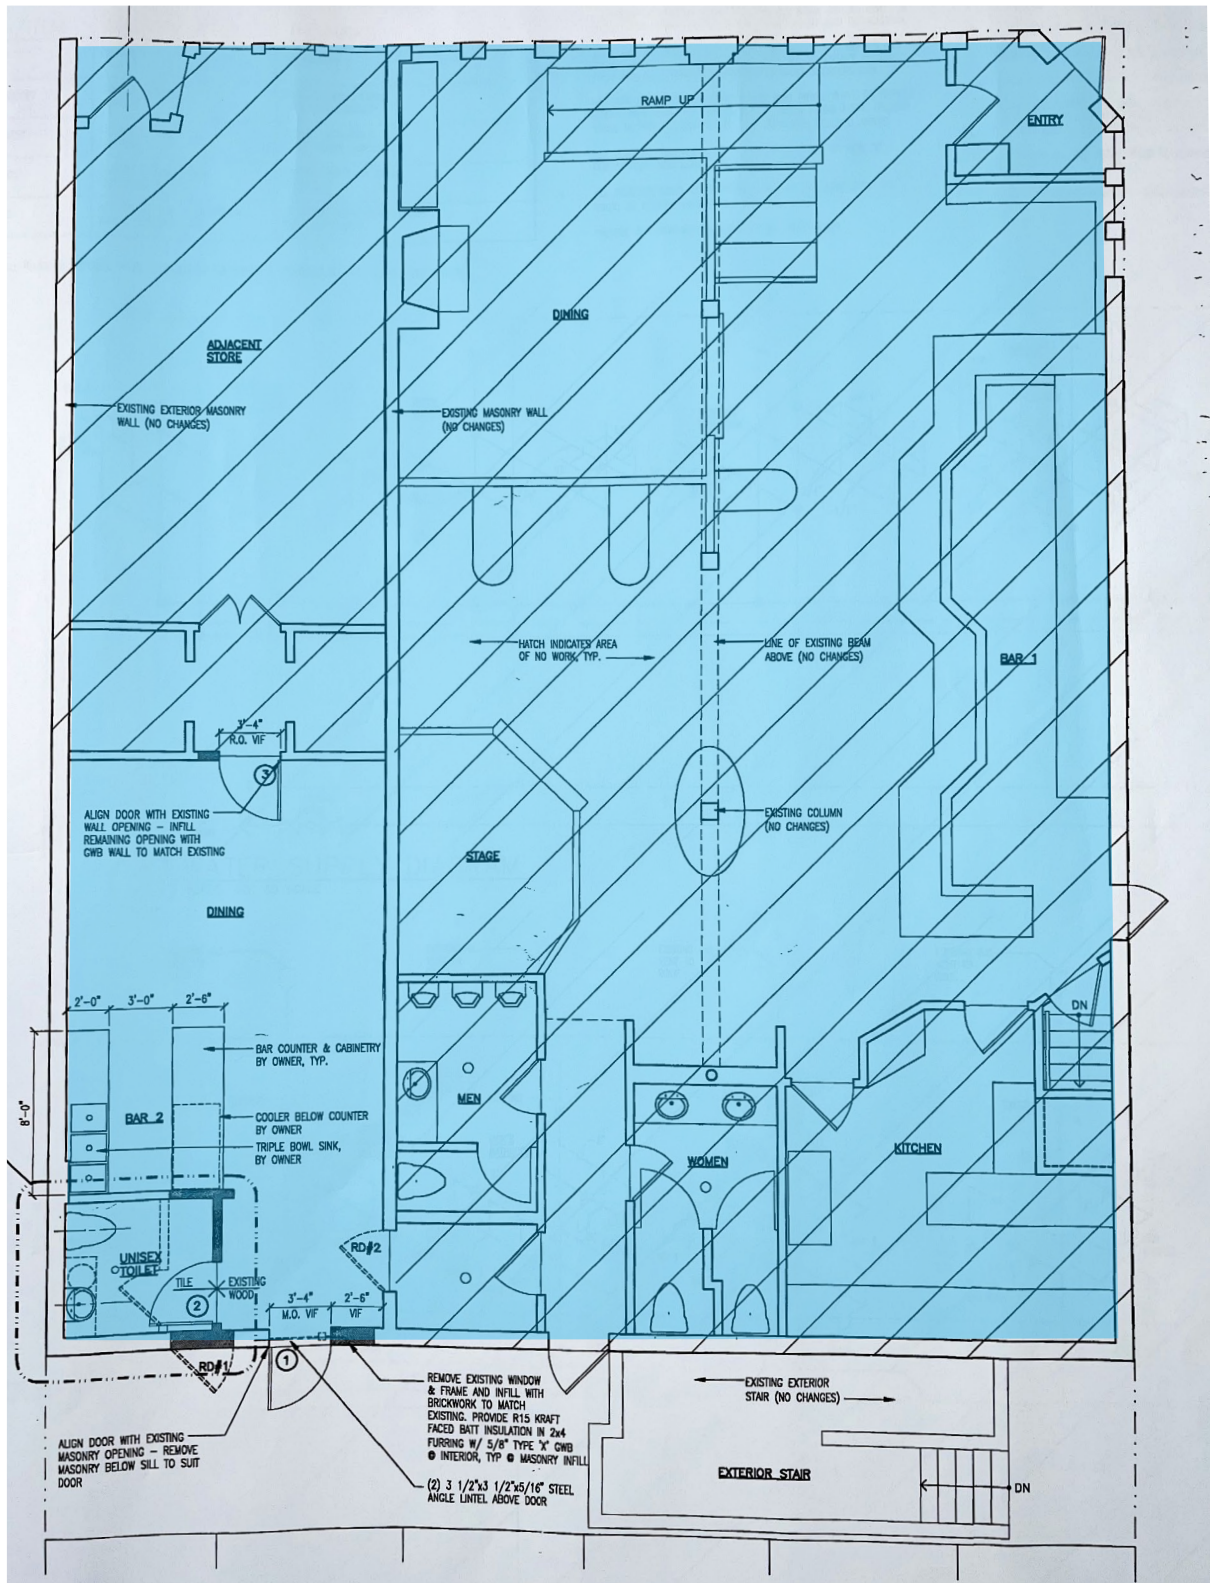 RAMP UP
ENTRY
DINING
ADJACENT
STORE
EXISTING EXTERIOR MASONRY
WALL (NO CHANGES)
EXISTING MASONRY WALL
(NO CHANGES)
HATCH INDICATES AREA
OF NO WORK, TYP.
LINE OF EXISTING BEAM
ABOVE (NO CHANGES)
BAR 1
3'-4"
R.O. VIF
3
ALIGN DOOR WITH EXISTING
WALL OPENING - INFILL
REMAINING OPENING WITH
GWB WALL TO MATCH EXISTING
EXISTING COLUMN
(NO CHANGES)
STAGE
DINING
2'-0"
3'-0"
2'-6"
DN
BAR COUNTER & CABINETRY
BY OWNER, TYP.
8'-0"
BAR 2
COOLER BELOW COUNTER
BY OWNER
TRIPLE BOWL SINK,
BY OWNER
MEN
WOMEN
KITCHEN
UNISEX
TOILET
RD#2
TILE
EXISTING
WOOD
2
3'-4"
M.O. VIF
2'-6"
VIF
RD#1
1
REMOVE EXISTING WINDOW
& FRAME AND INFILL WITH
BRICKWORK TO MATCH
EXISTING. PROVIDE R15 KRAFT
FACED BATT INSULATION IN 2x4
FURRING W/ 5/8" TYPE 'X' GWB
@ INTERIOR, TYP @ MASONRY INFILL
EXISTING EXTERIOR
STAIR (NO CHANGES)
ALIGN DOOR WITH EXISTING
MASONRY OPENING - REMOVE
MASONRY BELOW SILL TO SUIT
DOOR
(2) 3 1/2"x3 1/2"x5/16" STEEL
ANGLE LINTEL ABOVE DOOR
EXTERIOR STAIR
DN